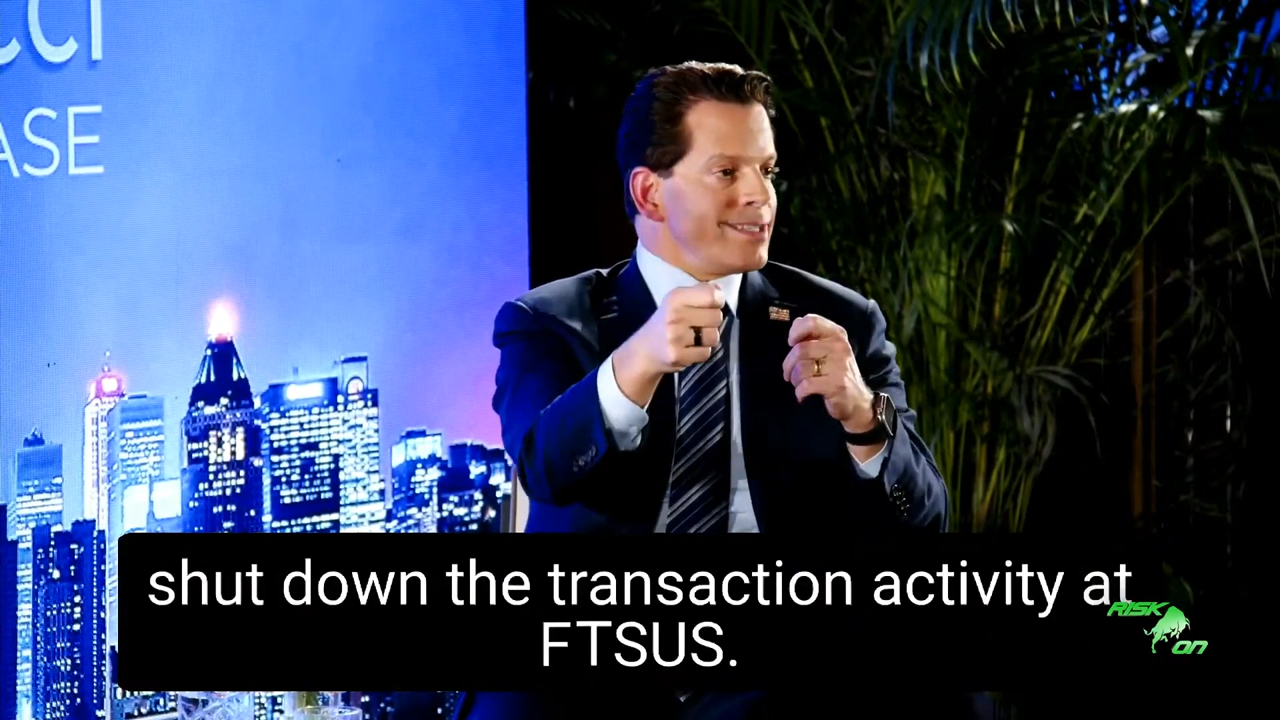 CCI
ASE
shut down the transaction activity at
FTSUS.
RISK
ON